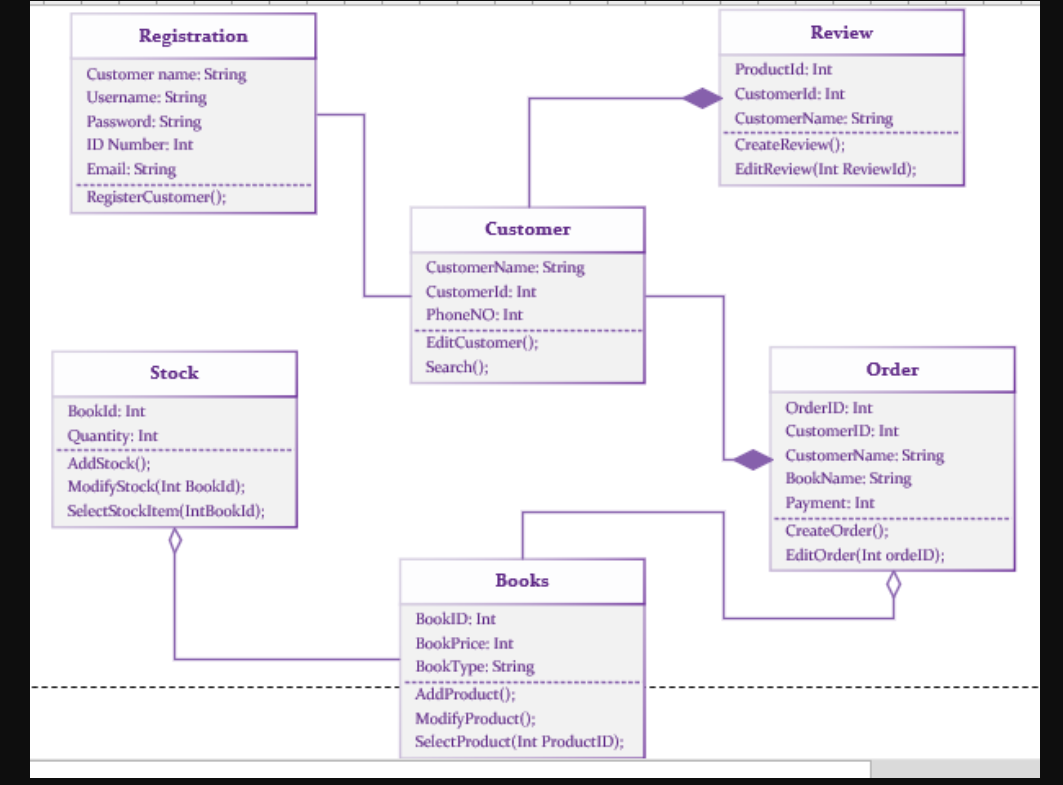 Registration
Customer name: String
Username: String
Password: String
ID Number: Int
Email: String
RegisterCustomer();
Review
ProductId: Int
CustomerId: Int
CustomerName: String
CreateReview();
EditReview(Int ReviewId);
Customer
CustomerName: String
CustomerId: Int
PhoneNO: Int
EditCustomer();
Search();
Stock
BookId: Int
Quantity: Int
AddStock();
ModifyStock(Int BookId);
SelectStockItem(IntBookId);
Order
OrderID: Int
CustomerID: Int
CustomerName: String
BookName: String
Payment: Int
CreateOrder();
EditOrder(Int ordeID);
Books
BookID: Int
BookPrice: Int
BookType: String
AddProduct();
ModifyProduct();
SelectProduct(Int ProductID);